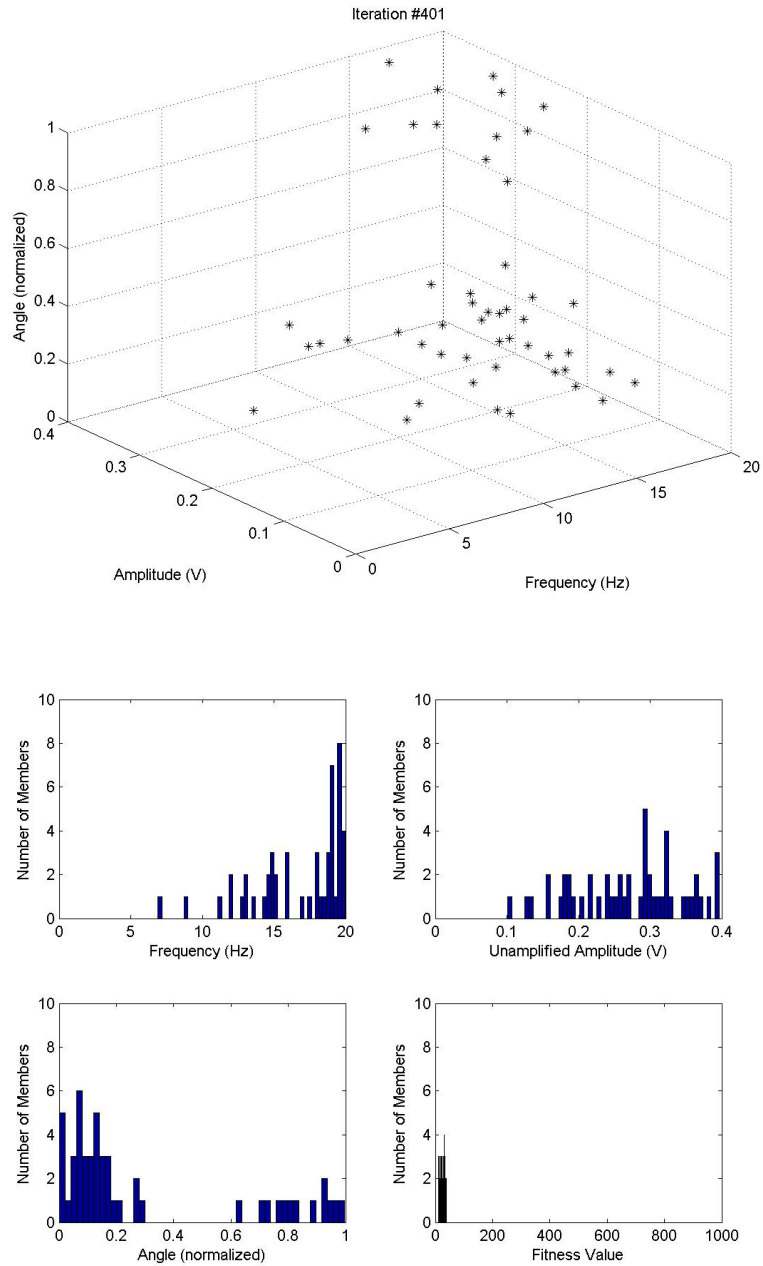 Iteration #401
1
0.8
0.6
0.4
0.2
0
Angle (normalized)
0.4
0.3
0.2
0.1
0
Amplitude (V)
0
5
10
15
20
Frequency (Hz)
10
8
6
4
2
0
Number of Members
0 5 10 15 20
Frequency (Hz)
10
8
6
4
2
0
Number of Members
0 0.1 0.2 0.3 0.4
Unamplified Amplitude (V)
10
8
6
4
2
0
Number of Members
0 0.2 0.4 0.6 0.8 1
Angle (normalized)
10
8
6
4
2
0
Number of Members
0 200 400 600 800 1000
Fitness Value